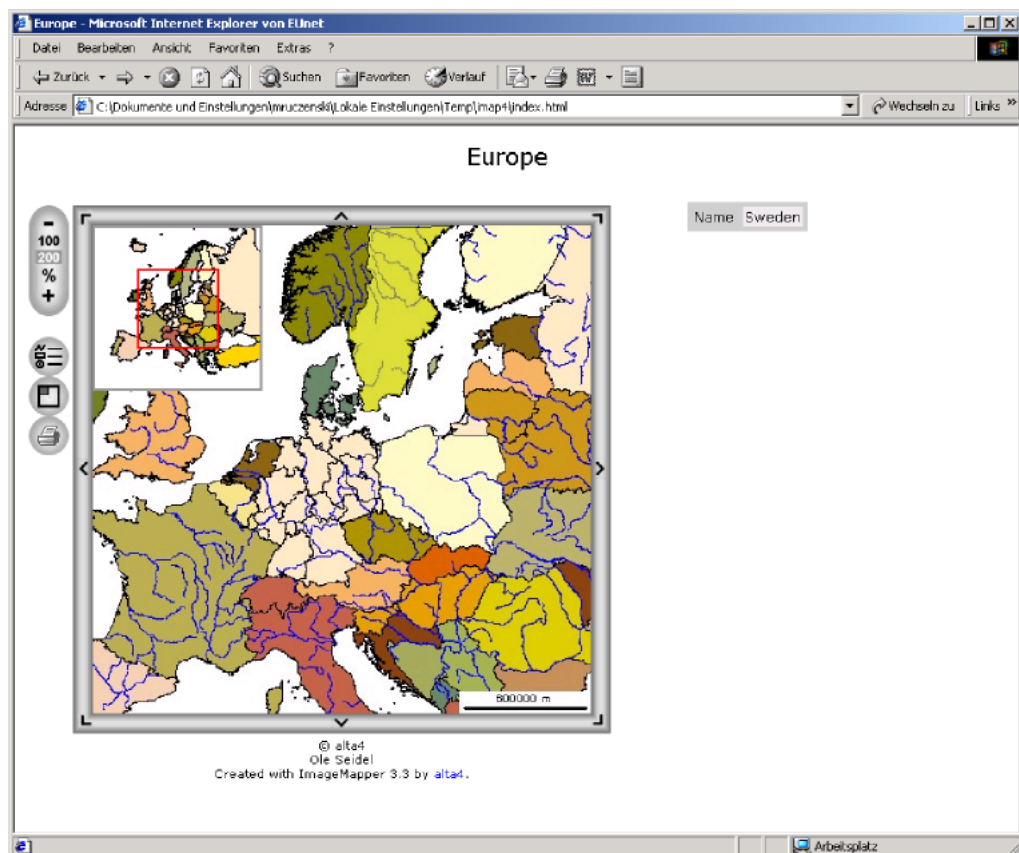 Europe - Microsoft Internet Explorer von EUnet
Datei Bearbeiten Ansicht Favoriten Extras ?
Zurück Suchen Favoriten Verlauf
Adresse C:\Dokumente und Einstellungen\mruczenski\Lokale Einstellungen\Temp\map4\index.html Wechseln zu Links »
Europe
Name Sweden
100
200
%
600000 m
© alta4
Ole Seidel
Created with ImageMapper 3.3 by alta4.
Arbeitsplatz